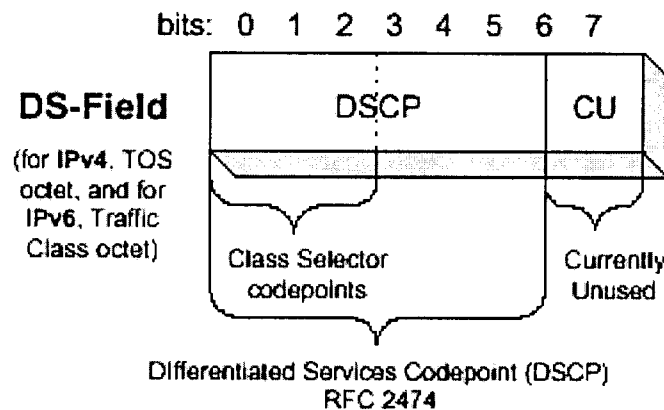 bits: 0 1 2 3 4 5 6 7
DS-Field
DSCP
CU
(for IPv4, TOS
octet, and for
IPv6, Traffic
Class octet)
Class Selector
codepoints
Currently
Unused
Differentiated Services Codepoint (DSCP)
RFC 2474